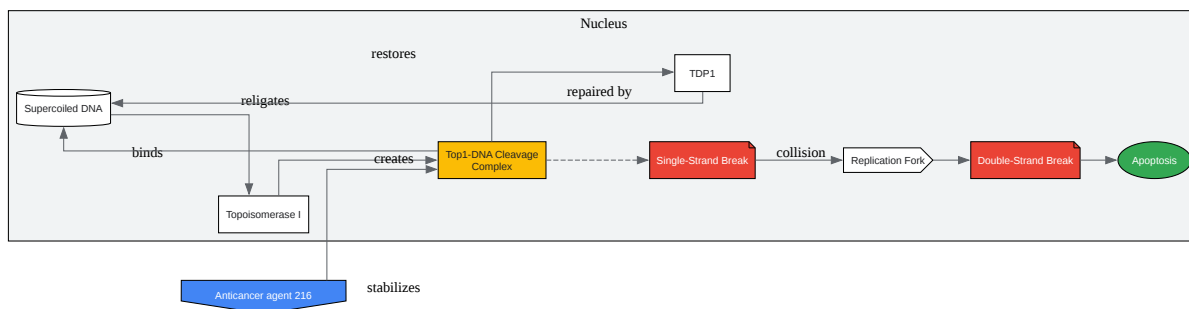 Nucleus
restores
TDP1
repaired by
religates
Supercoiled DNA
binds
creates
Top1-DNA Cleavage
Complex
Single-Strand Break
collision
Replication Fork
Double-Strand Break
Apoptosis
Topoisomerase I
stabilizes
Anticancer agent 216